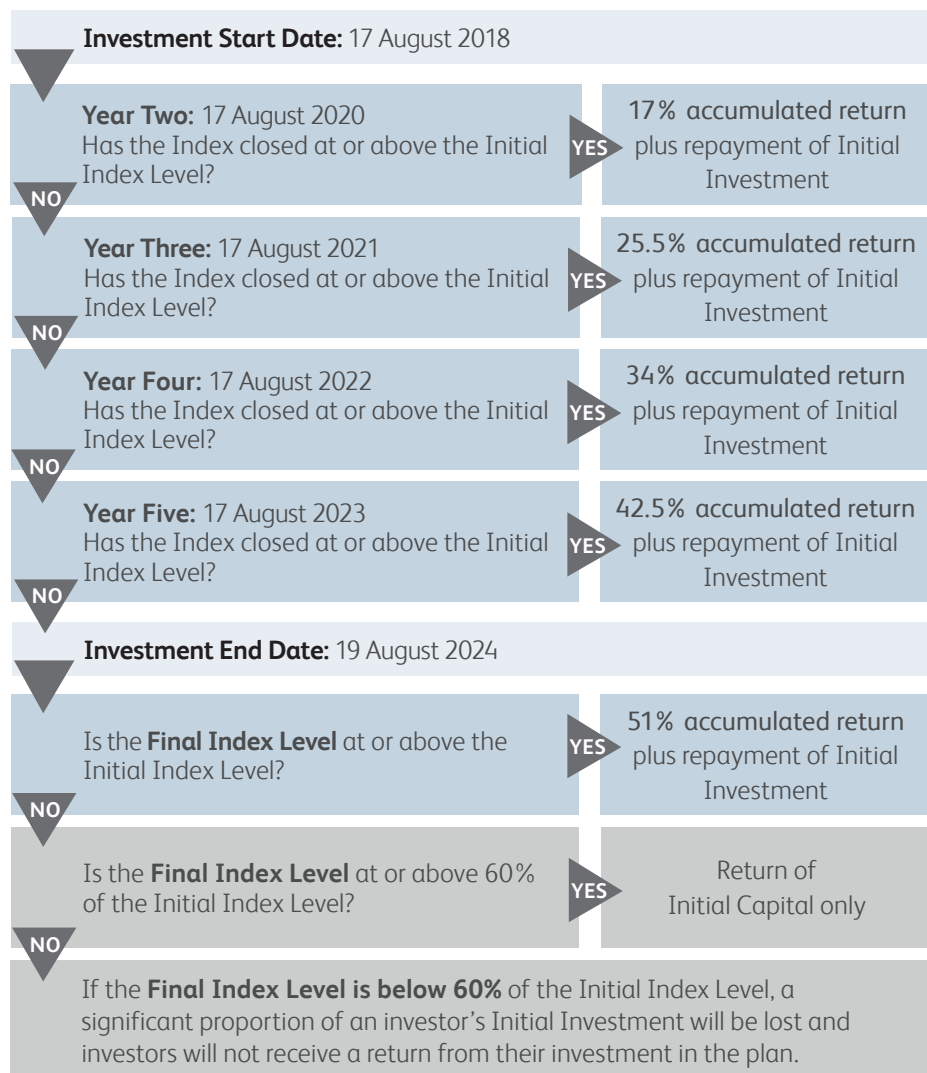 Investment Start Date: 17 August 2018
Year Two: 17 August 2020
Has the Index closed at or above the Initial
Index Level?
YES
17% accumulated return
plus repayment of Initial
Investment
NO
Year Three: 17 August 2021
Has the Index closed at or above the Initial
Index Level?
YES
25.5% accumulated return
plus repayment of Initial
Investment
NO
Year Four: 17 August 2022
Has the Index closed at or above the Initial
Index Level?
YES
34% accumulated return
plus repayment of Initial
Investment
NO
Year Five: 17 August 2023
Has the Index closed at or above the Initial
Index Level?
YES
42.5% accumulated return
plus repayment of Initial
Investment
NO
Investment End Date: 19 August 2024
Is the Final Index Level at or above the
Initial Index Level?
YES
51% accumulated return
plus repayment of Initial
Investment
NO
Is the Final Index Level at or above 60%
of the Initial Index Level?
YES
Return of
Initial Capital only
NO
If the Final Index Level is below 60% of the Initial Index Level, a
significant proportion of an investor's Initial Investment will be lost and
investors will not receive a return from their investment in the plan.